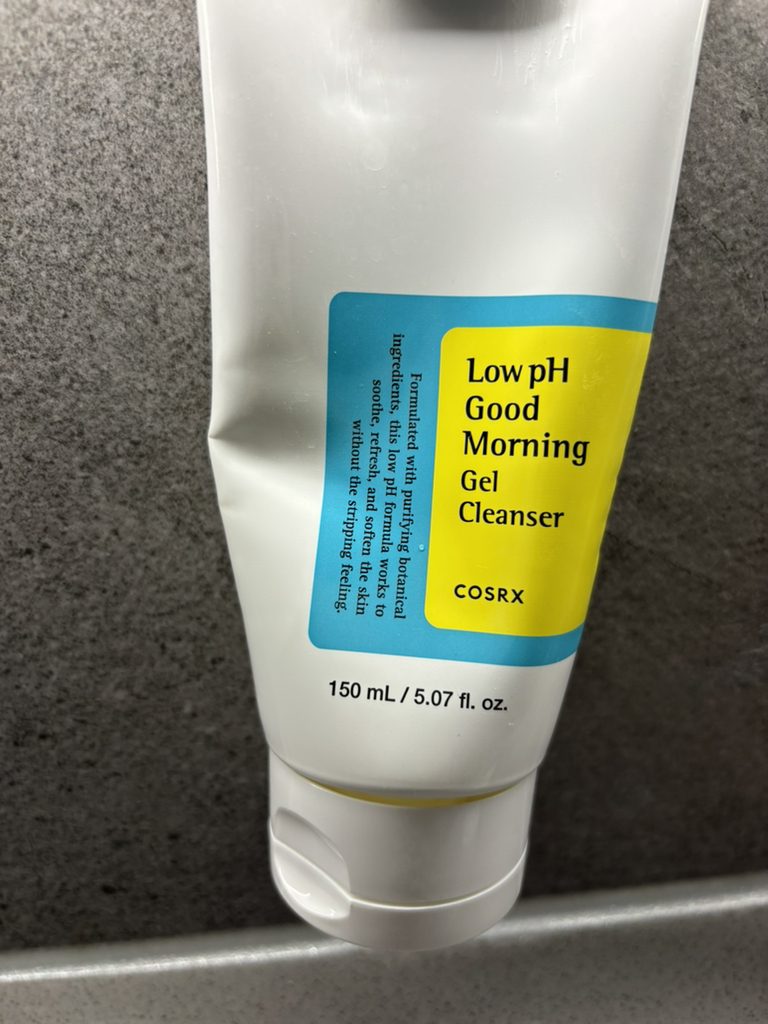 Low pH
Good
Morning
Gel
Cleanser
COSRX
Formulated with purifying botanical
ingredients, this low pH formula works to
soothe, refresh, and soften the skin
without the stripping feeling.
150 mL / 5.07 fl. oz.